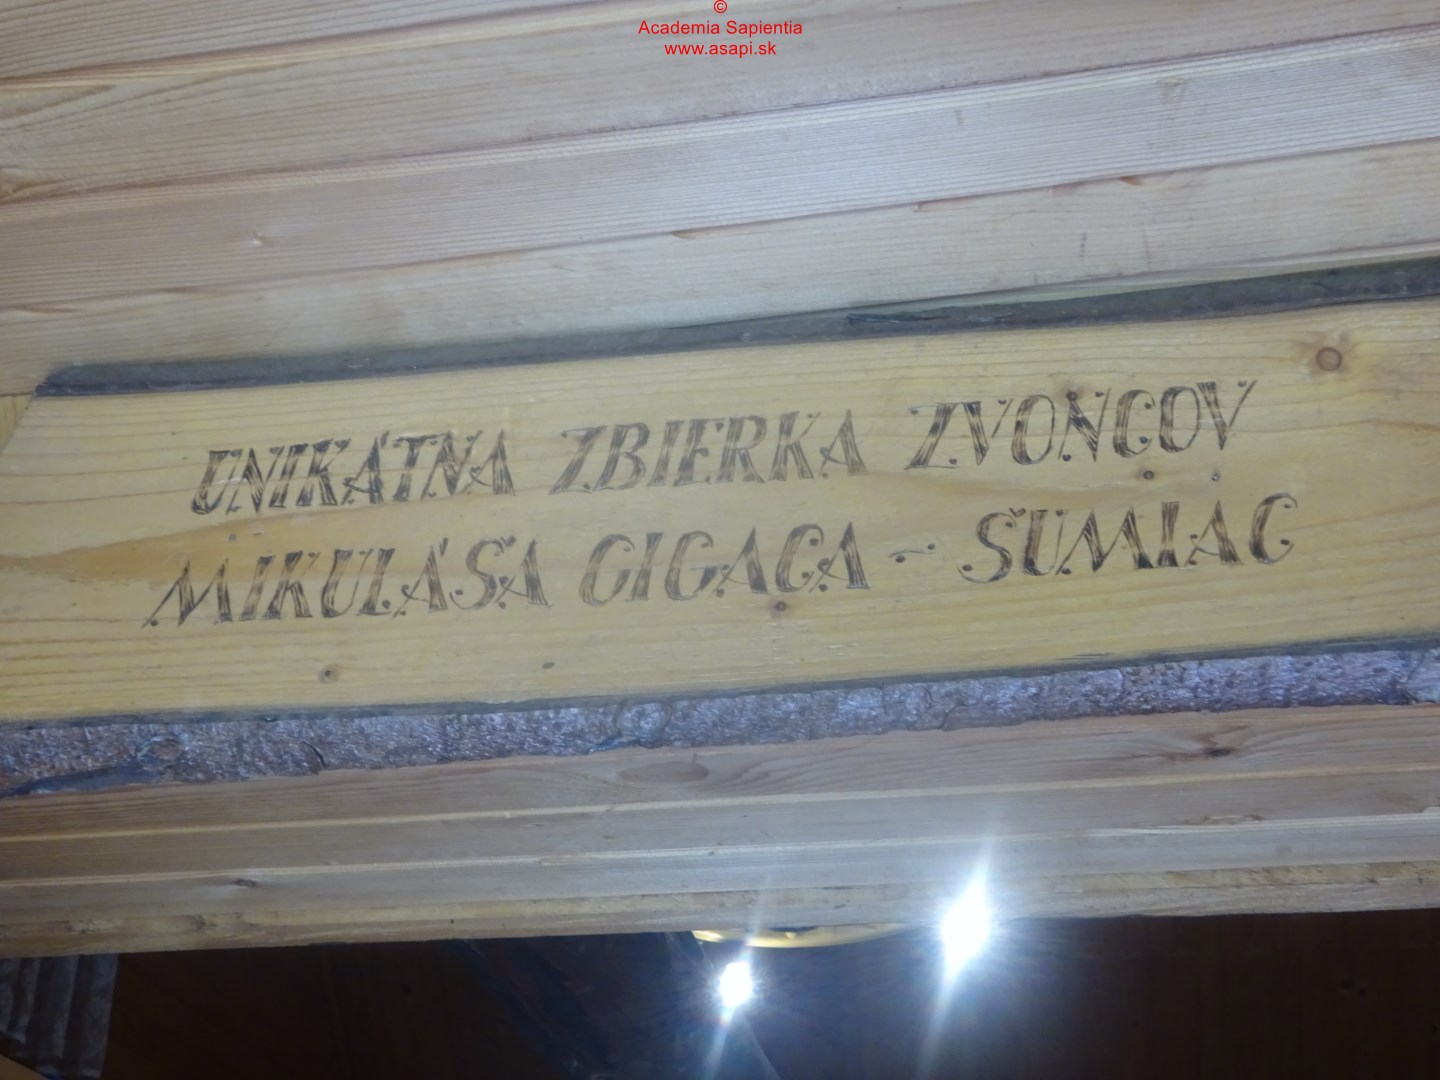 ©
Academia Sapientia
www.asapi.sk
UNIKÁTNA ZBIERKA ZVONCOV
MIKULÁŠA GIGACA - ŠUMIAC